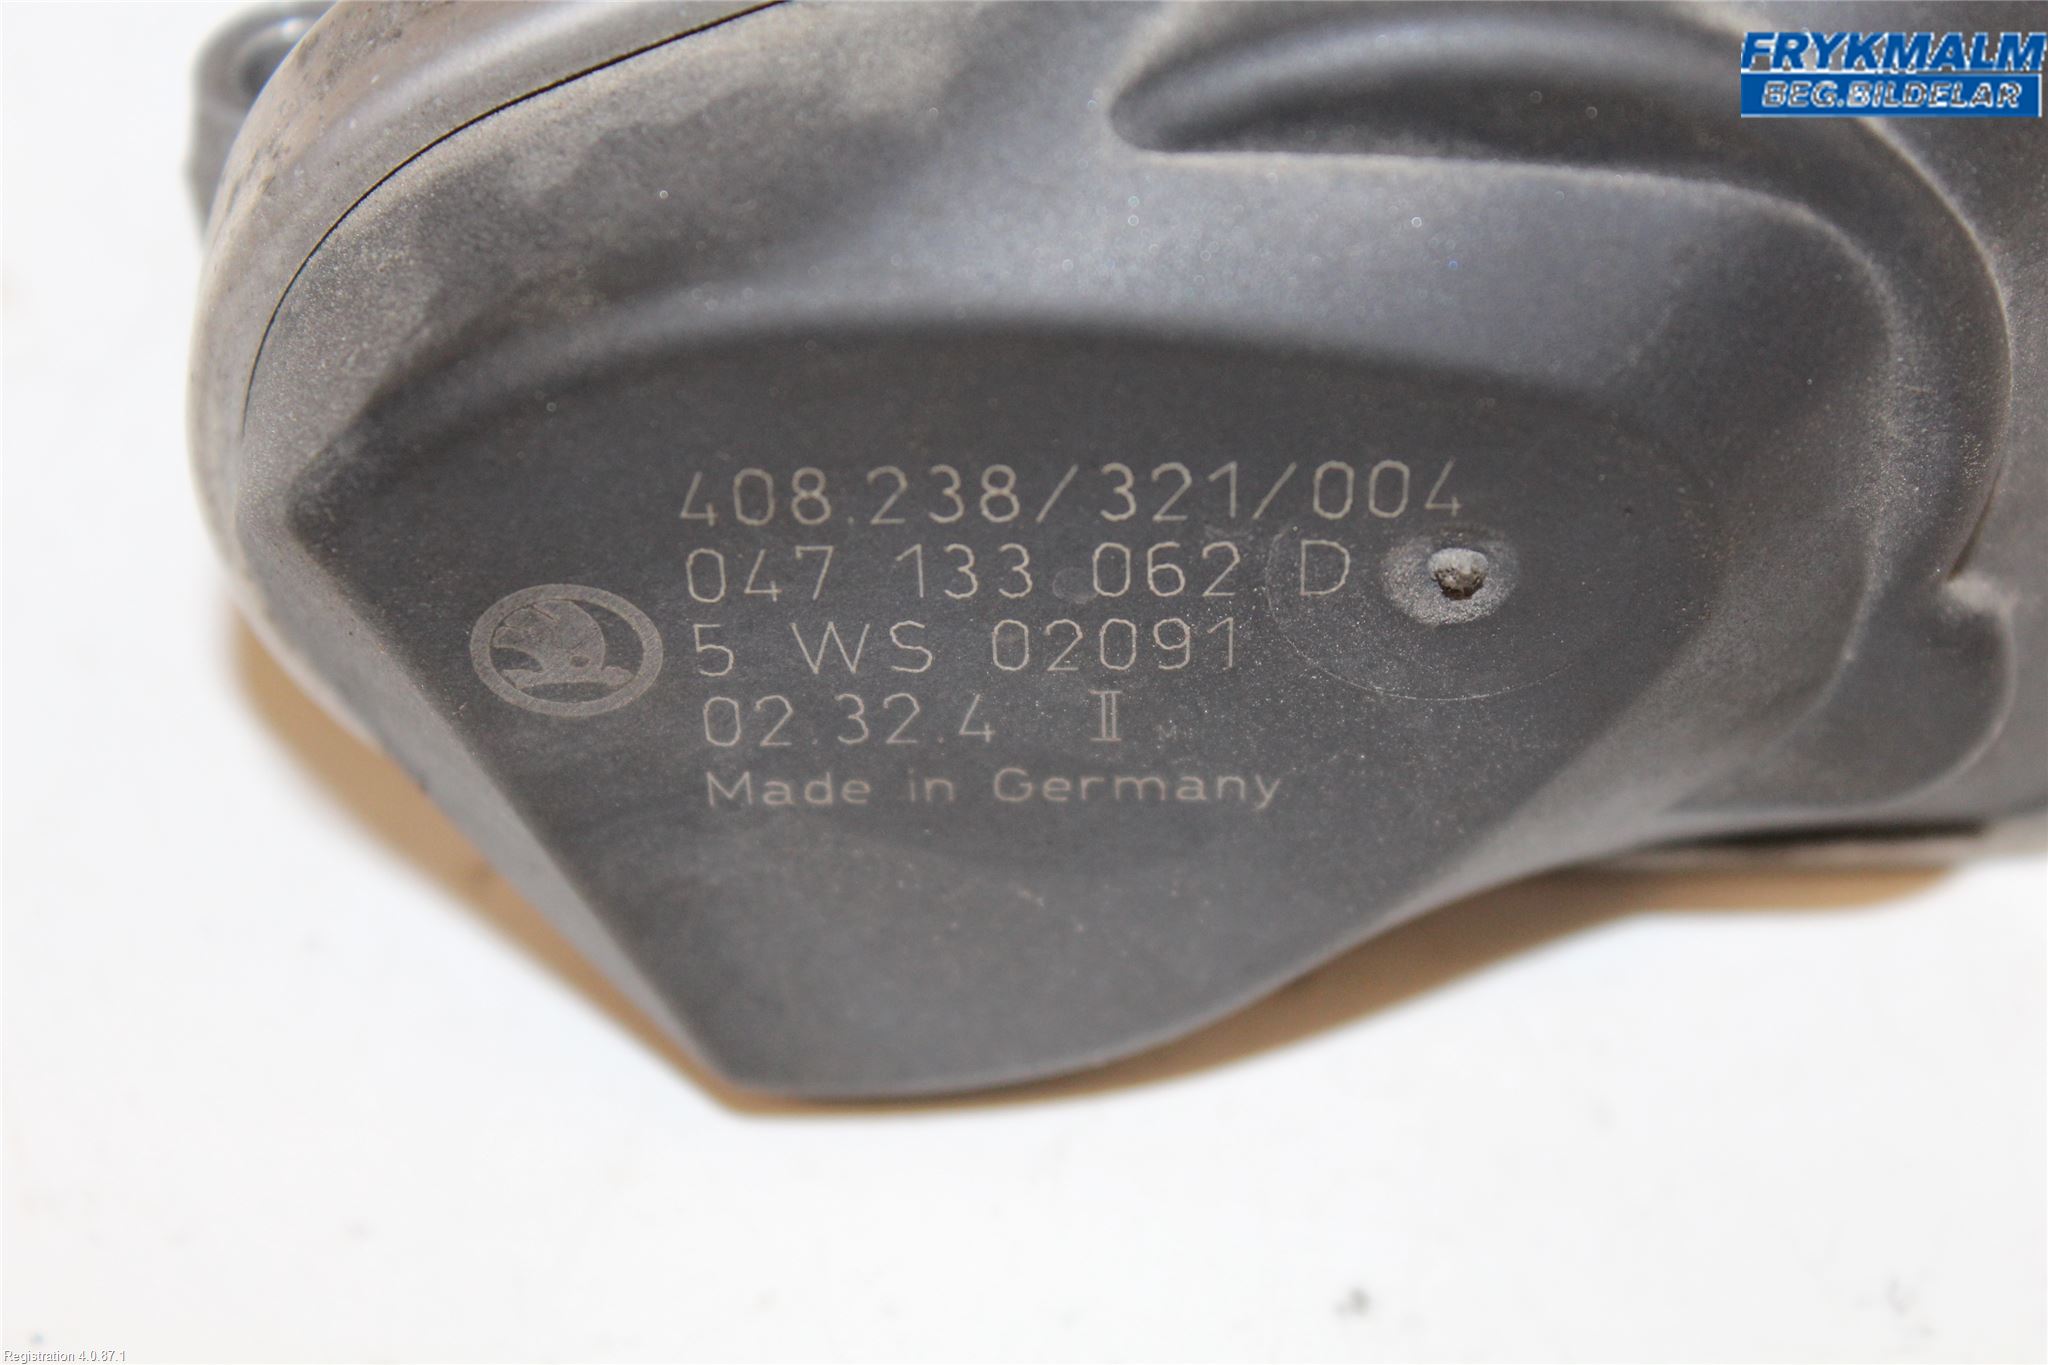 FRYKMALM
BEG.BILDELAR
408.238/321/004
047 133 062 D
5 WS 02091
02.32.4 II
Made in Germany
Registration 4.0.87.1